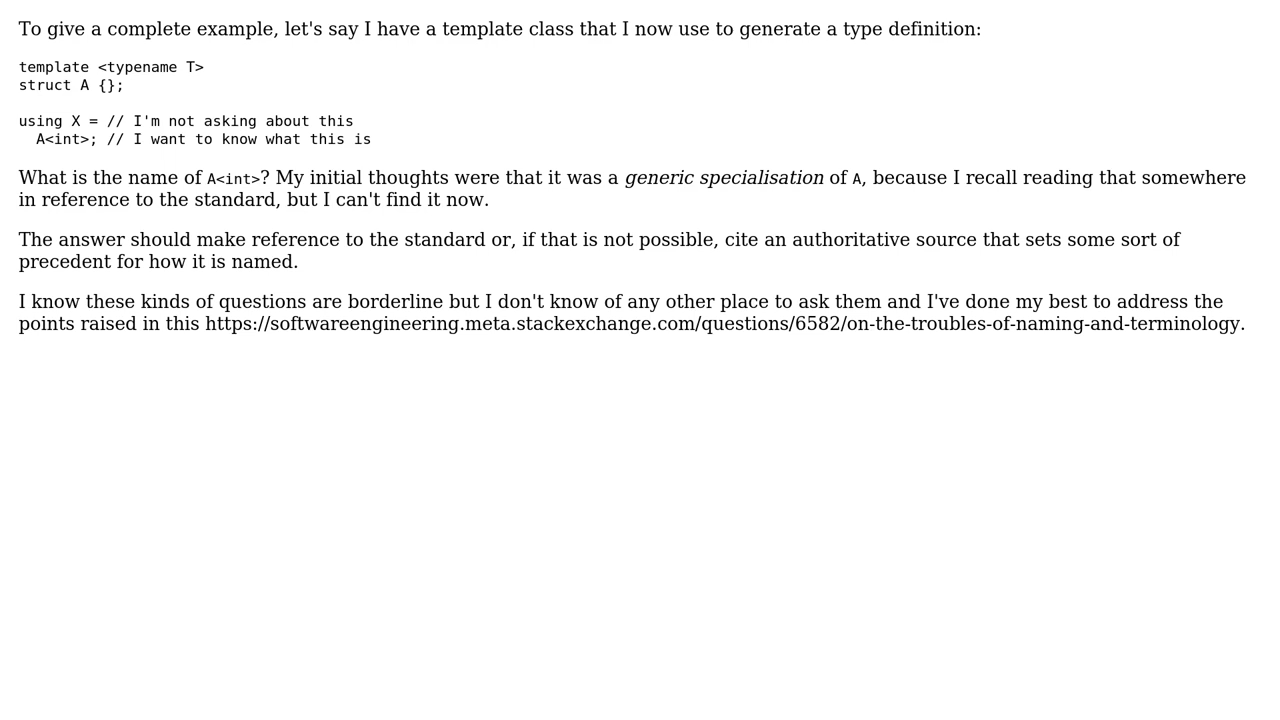 To give a complete example, let's say I have a template class that I now use to generate a type definition:
template <typename T>
struct A {};
using X = // I'm not asking about this
  A<int>; // I want to know what this is
What is the name of A<int>? My initial thoughts were that it was a generic specialisation of A, because I recall reading that somewhere
in reference to the standard, but I can't find it now.
The answer should make reference to the standard or, if that is not possible, cite an authoritative source that sets some sort of
precedent for how it is named.
I know these kinds of questions are borderline but I don't know of any other place to ask them and I've done my best to address the
points raised in this https://softwareengineering.meta.stackexchange.com/questions/6582/on-the-troubles-of-naming-and-terminology.